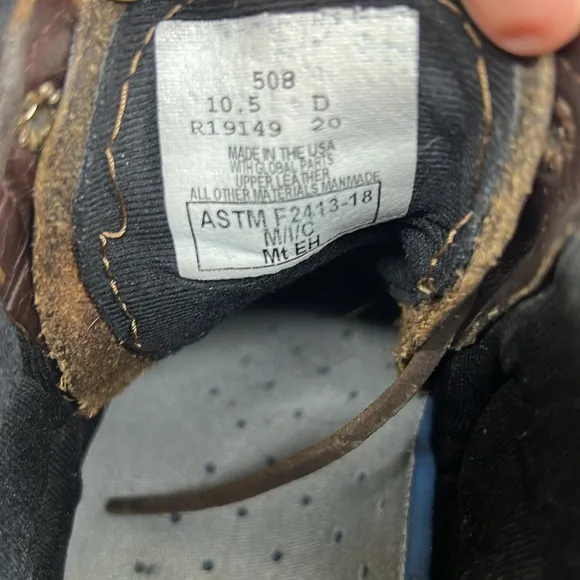 508
10.5 D
R19149 20
MADE IN THE USA
WITH GLOBAL PARTS
UPPER LEATHER
ALL OTHER MATERIALS MANMADE
ASTM F2413-18
M/I/C
Mt EH